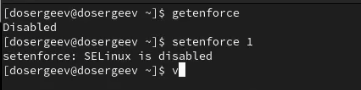 [dosergeev@dosergeev ~]$ getenforce
Disabled
[dosergeev@dosergeev ~]$ setenforce 1
setenforce: SELinux is disabled
[dosergeev@dosergeev ~]$ v